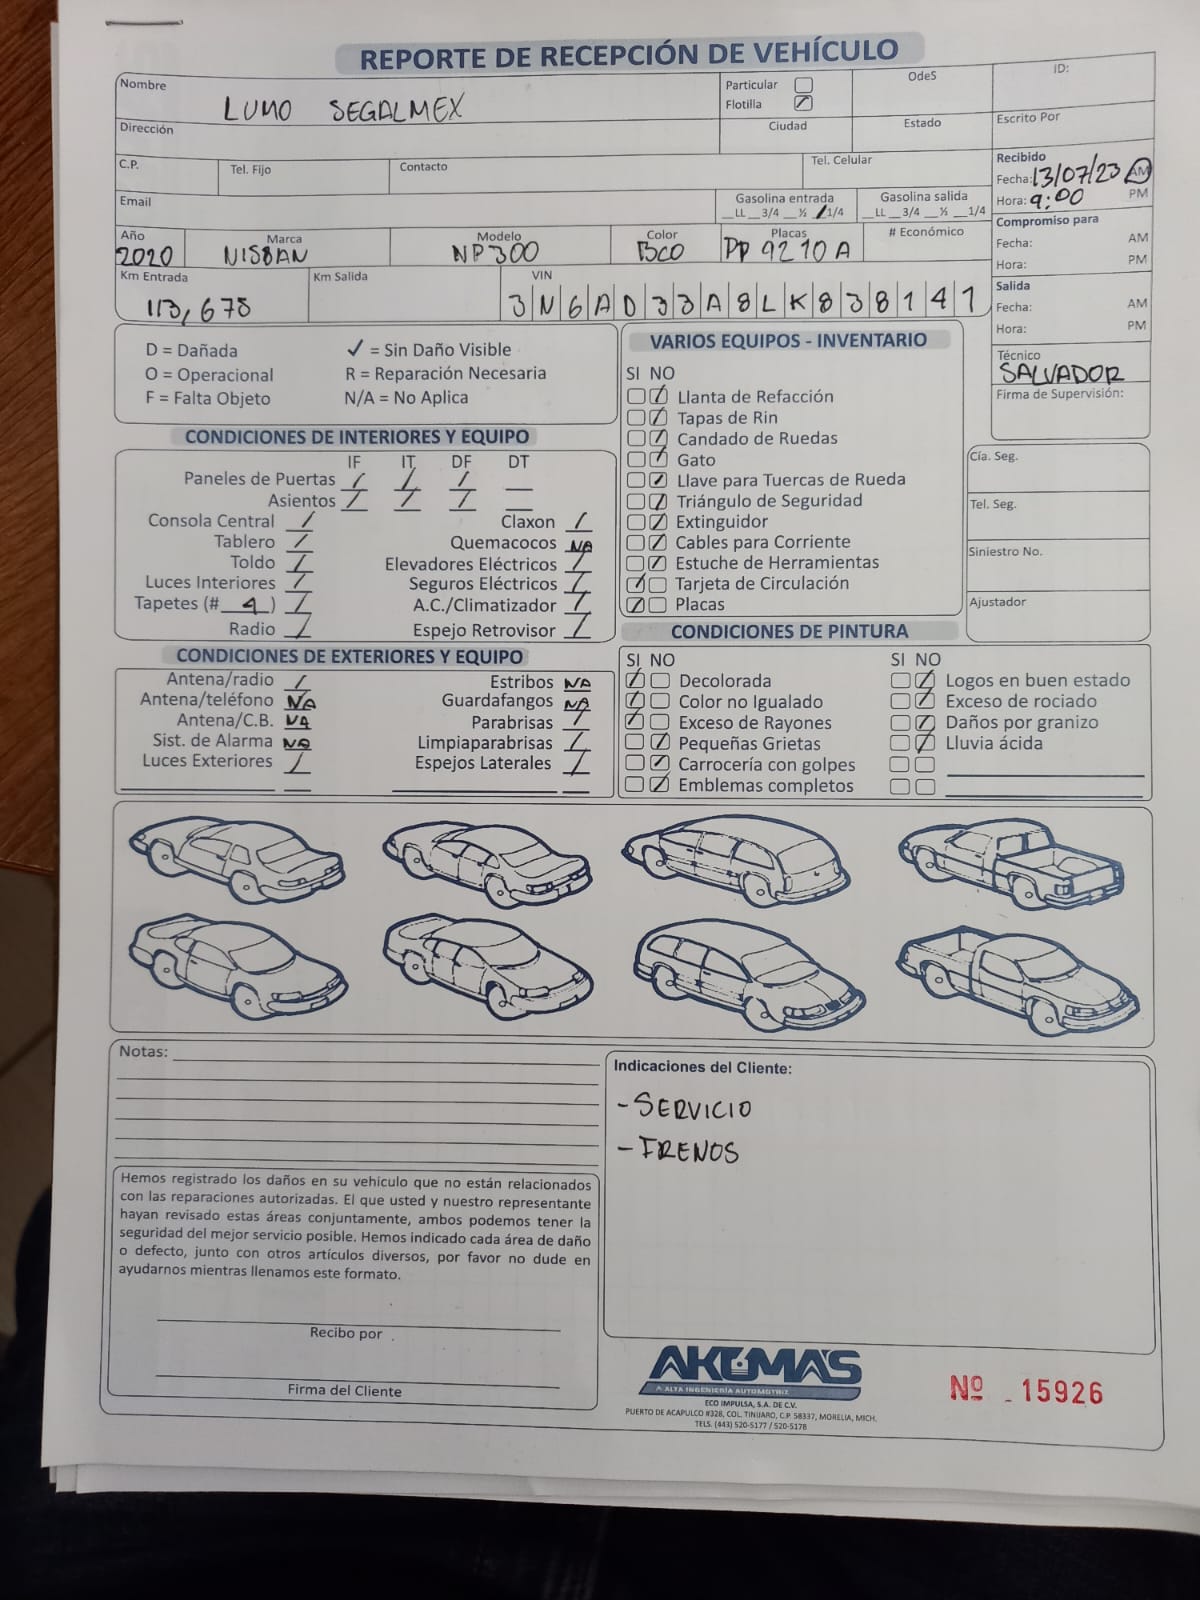 REPORTE DE RECEPCIÓN DE VEHÍCULO
Nombre LUMO SEGALMEX
Particular
Flotilla
OdeS
ID:
Dirección
Ciudad
Estado
Escrito Por
C.P.
Tel. Fijo
Contacto
Tel. Celular
Recibido
Fecha: 13/07/23 AM
Hora: 9:00 PM
Email
Gasolina entrada
__LL __3/4 __½ __1/4
Gasolina salida
__LL __3/4 __½ __1/4
Compromiso para
Fecha: AM
Hora: PM
Año 2020
Marca NISSAN
Modelo NP300
Color BCO
Placas PP 9210 A
# Económico
Km Entrada 113,678
Km Salida
VIN 3N6AD33A8LK838141
Salida
Fecha: AM
Hora: PM
Técnico
SALVADOR
Firma de Supervisión:
D = Dañada ✓ = Sin Daño Visible
O = Operacional R = Reparación Necesaria
F = Falta Objeto N/A = No Aplica
CONDICIONES DE INTERIORES Y EQUIPO
IF IT DF DT
Paneles de Puertas / / / __
Asientos / / / __
Consola Central / Claxon /
Tablero / Quemacocos NA
Toldo / Elevadores Eléctricos /
Luces Interiores / Seguros Eléctricos /
Tapetes (# 4 ) / A.C./Climatizador /
Radio / Espejo Retrovisor /
VARIOS EQUIPOS - INVENTARIO
SI NO
Llanta de Refacción
Tapas de Rin
Candado de Ruedas
Gato
Llave para Tuercas de Rueda
Triángulo de Seguridad
Extinguidor
Cables para Corriente
Estuche de Herramientas
Tarjeta de Circulación
Placas
Cía. Seg.
Tel. Seg.
Siniestro No.
Ajustador
CONDICIONES DE EXTERIORES Y EQUIPO
Antena/radio / Estribos NA
Antena/teléfono NA Guardafangos NA
Antena/C.B. NA Parabrisas /
Sist. de Alarma NA Limpiaparabrisas /
Luces Exteriores / Espejos Laterales /
CONDICIONES DE PINTURA
SI NO SI NO
Decolorada Logos en buen estado
Color no Igualado Exceso de rociado
Exceso de Rayones Daños por granizo
Pequeñas Grietas Lluvia ácida
Carrocería con golpes
Emblemas completos
Notas:
Indicaciones del Cliente:
- SERVICIO
- FRENOS
Hemos registrado los daños en su vehiculo que no están relacionados
con las reparaciones autorizadas. El que usted y nuestro representante
hayan revisado estas áreas conjuntamente, ambos podemos tener la
seguridad del mejor servicio posible. Hemos indicado cada área de daño
o defecto, junto con otros artículos diversos, por favor no dude en
ayudarnos mientras llenamos este formato.
Recibo por
Firma del Cliente
AKUMA'S
ALTA INGENIERÍA AUTOMOTRIZ
ECO IMPULSA, S.A. DE C.V.
PUERTO DE ACAPULCO #328, COL. TINIJARO, C.P. 58337, MORELIA, MICH.
TELS. (443) 520-5177 / 520-5178
Nº 15926